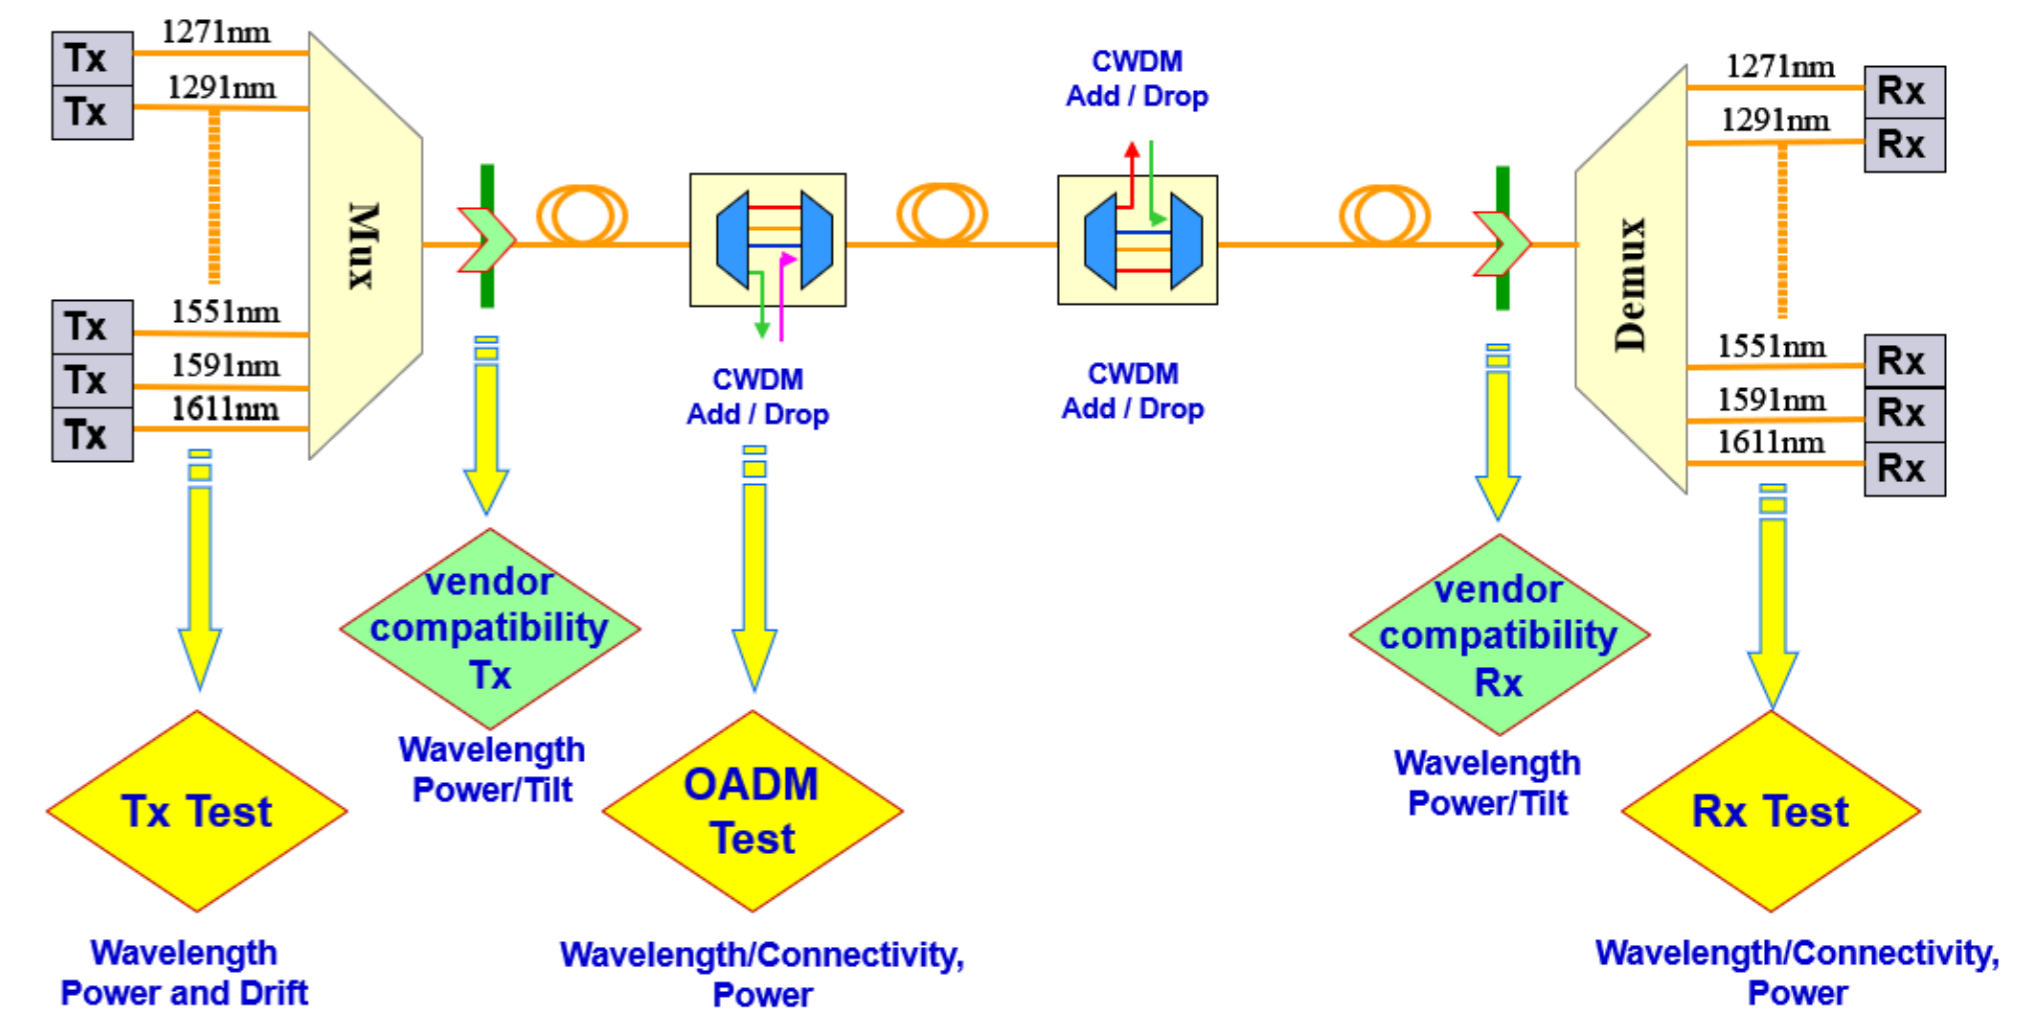 Tx
1271nm
Tx
1291nm
Tx
1551nm
Tx
1591nm
Tx
1611nm
Mux
CWDM
Add / Drop
CWDM
Add / Drop
CWDM
Add / Drop
Demux
1271nm
Rx
1291nm
Rx
1551nm
Rx
1591nm
Rx
1611nm
Rx
Tx Test
Wavelength
Power and Drift
vendor
compatibility
Tx
Wavelength
Power/Tilt
OADM
Test
Wavelength/Connectivity,
Power
vendor
compatibility
Rx
Wavelength
Power/Tilt
Rx Test
Wavelength/Connectivity,
Power